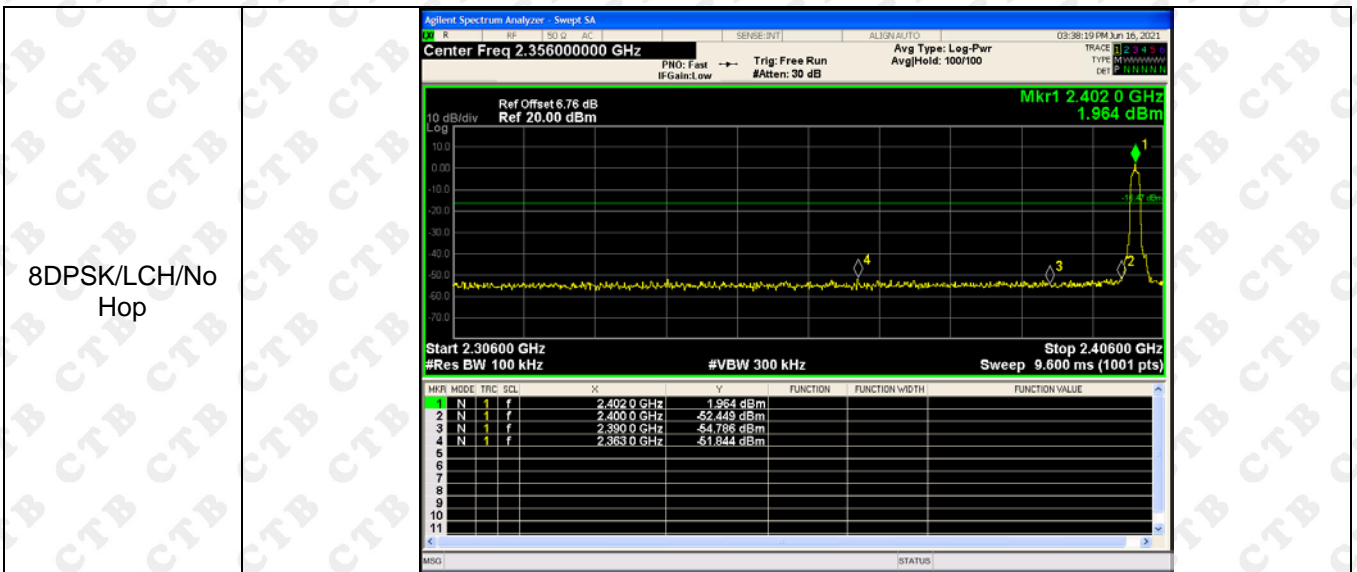 8DPSK/LCH/No
Hop
Agilent Spectrum Analyzer - Swept SA
R RF 50 Ω AC SENSE:INT ALIGNAUTO 03:38:19 PM Jun 16, 2021
Center Freq 2.356000000 GHz Avg Type: Log-Pwr TRACE 1 2 3 4 5 6
PNO: Fast Trig: Free Run Avg|Hold: 100/100 TYPE M
IFGain:Low #Atten: 30 dB DET P N N N N N
Mkr1 2.402 0 GHz
Ref Offset 6.76 dB
10 dB/div Ref 20.00 dBm 1.964 dBm
Log
10.0
1
0.00
-10.0
-20.0
-30.0
-40.0
4
3
2
-50.0
-60.0
-70.0
Start 2.30600 GHz Stop 2.40600 GHz
#Res BW 100 kHz #VBW 300 kHz Sweep 9.600 ms (1001 pts)
MKR MODE TRC SCL X Y FUNCTION FUNCTION WIDTH FUNCTION VALUE
1 N 1 f 2.402 0 GHz 1.964 dBm
2 N 1 f 2.400 0 GHz -52.449 dBm
3 N 1 f 2.390 0 GHz -54.786 dBm
4 N 1 f 2.363 0 GHz -51.844 dBm
5
6
7
8
9
10
11
MSG STATUS
CTB